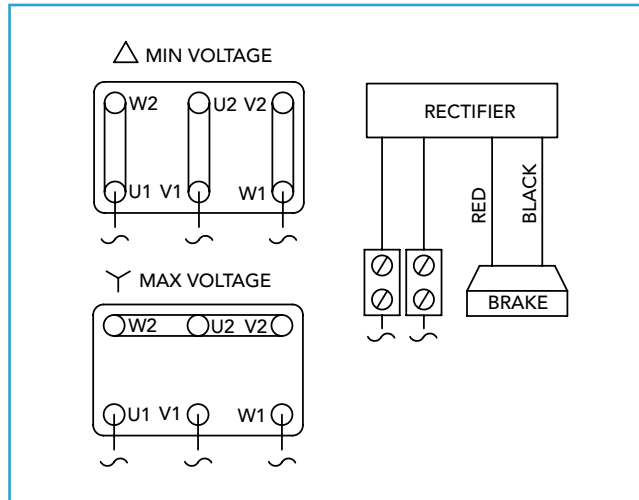 △ MIN VOLTAGE
W2 U2 V2
U1 V1 W1
MAX VOLTAGE
W2 U2 V2
U1 V1 W1
RECTIFIER
RED
BLACK
BRAKE